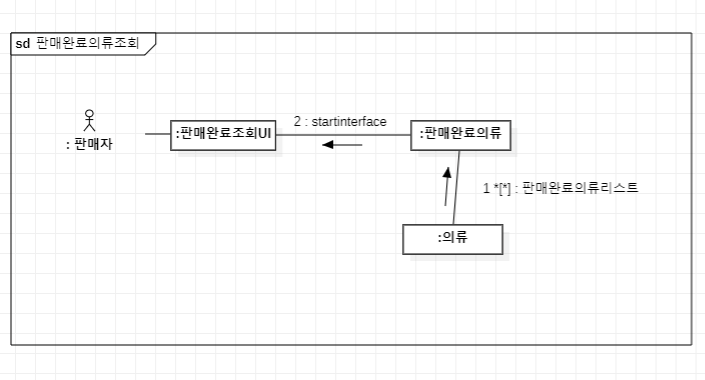 sd 판매완료의류조회
2 : startinterface
:판매완료조회UI
:판매완료의류
: 판매자
1 *[*] : 판매완료의류리스트
:의류